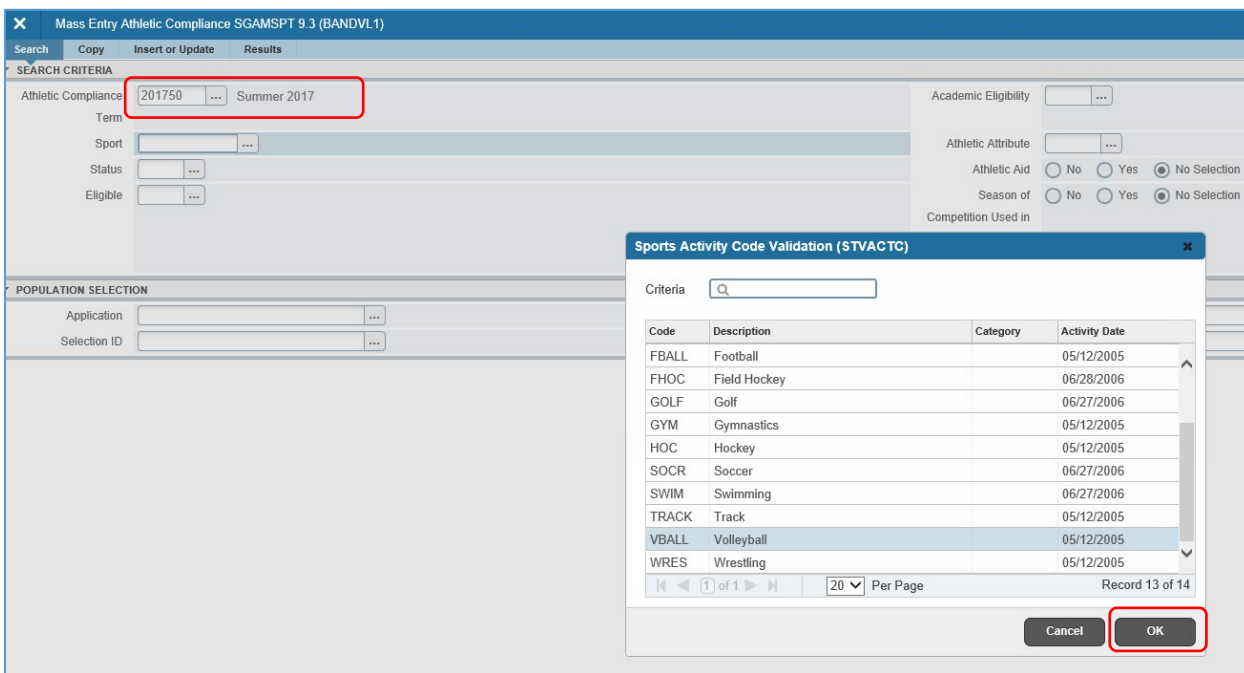 Mass Entry Athletic Compliance SGAMSPT 9.3 (BANDVL1)
Search Copy Insert or Update Results
SEARCH CRITERIA
Athletic Compliance Term 201750 ... Summer 2017
Academic Eligibility ...
Sport ...
Athletic Attribute ...
Status ...
Athletic Aid No Yes No Selection
Eligible ...
Season of Competition Used in No Yes No Selection
POPULATION SELECTION
Application ...
Selection ID ...
Sports Activity Code Validation (STVACTC)
Criteria
Code Description Category Activity Date
FBALL Football 05/12/2005
FHOC Field Hockey 06/28/2006
GOLF Golf 06/27/2006
GYM Gymnastics 05/12/2005
HOC Hockey 05/12/2005
SOCR Soccer 06/27/2006
SWIM Swimming 06/27/2006
TRACK Track 05/12/2005
VBALL Volleyball 05/12/2005
WRES Wrestling 05/12/2005
1 of 1 20 Per Page Record 13 of 14
Cancel OK